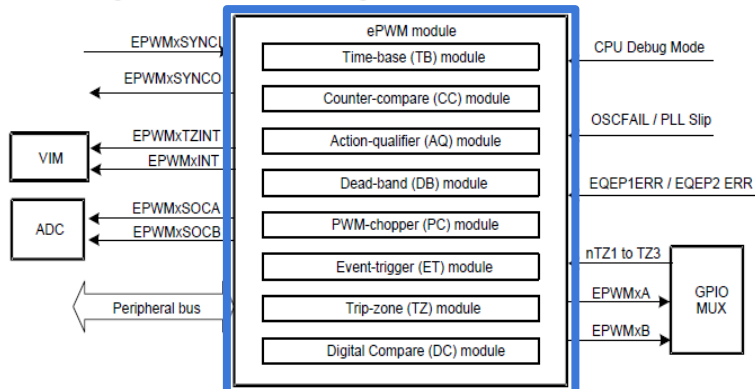 ePWM module
EPWMxSYNCI
Time-base (TB) module
CPU Debug Mode
EPWMxSYNCO
Counter-compare (CC) module
OSCFAIL / PLL Slip
EPWMxTZINT
Action-qualifier (AQ) module
VIM
EPWMxINT
Dead-band (DB) module
EQEP1ERR / EQEP2 ERR
EPWMxSOCA
ADC
PWM-chopper (PC) module
EPWMxSOCB
nTZ1 to TZ3
Event-trigger (ET) module
GPIO
MUX
EPWMxA
Peripheral bus
Trip-zone (TZ) module
EPWMxB
Digital Compare (DC) module